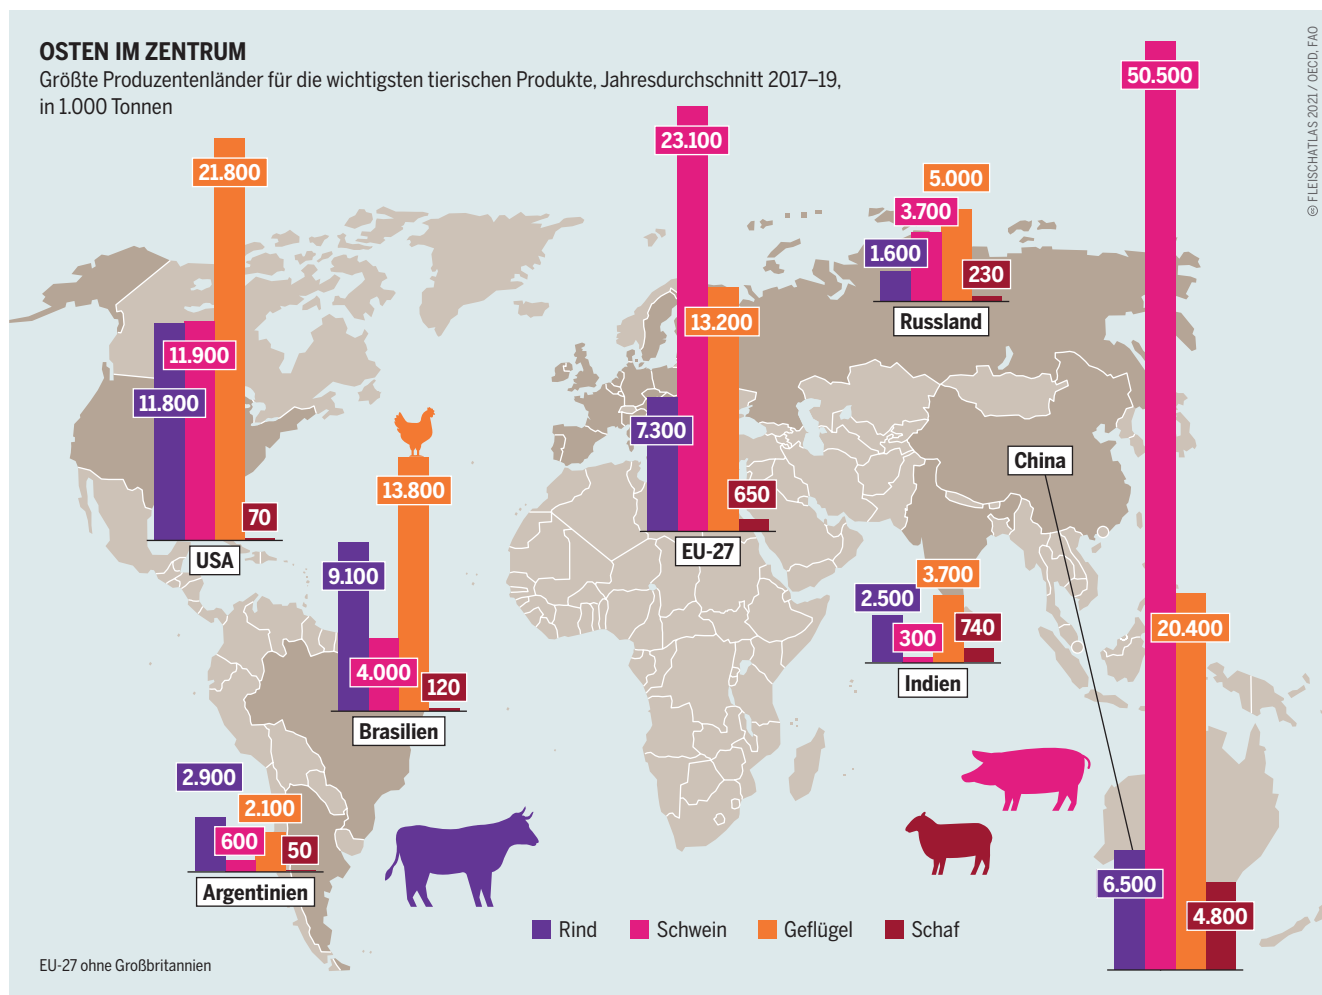 OSTEN IM ZENTRUM
Größte Produzentenländer für die wichtigsten tierischen Produkte, Jahresdurchschnitt 2017–19,
in 1.000 Tonnen
21.800
11.900
11.800
70
USA
13.800
9.100
4.000
120
Brasilien
2.900
2.100
600
50
Argentinien
23.100
13.200
7.300
650
EU-27
5.000
3.700
1.600
230
Russland
3.700
2.500
300
740
Indien
China
50.500
20.400
6.500
4.800
Rind
Schwein
Geflügel
Schaf
EU-27 ohne Großbritannien
© FLEISCHATLAS 2021 / OECD, FAO